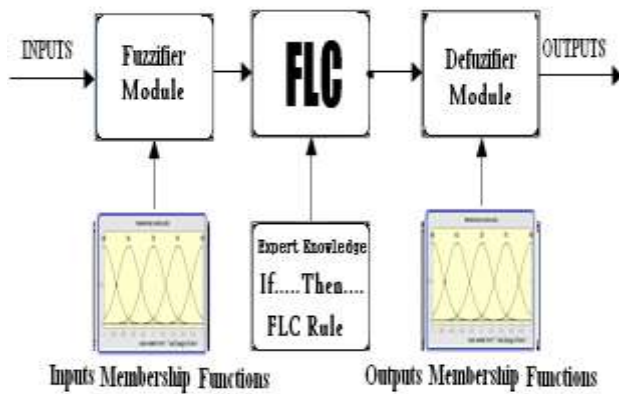 INPUTS
Fuzzifier
Module
FLC
Defuzifier
Module
OUTPUTS
Expert Knowledge
If.....Then....
FLC Rule
Inputs Membership Functions
Outputs Membership Functions